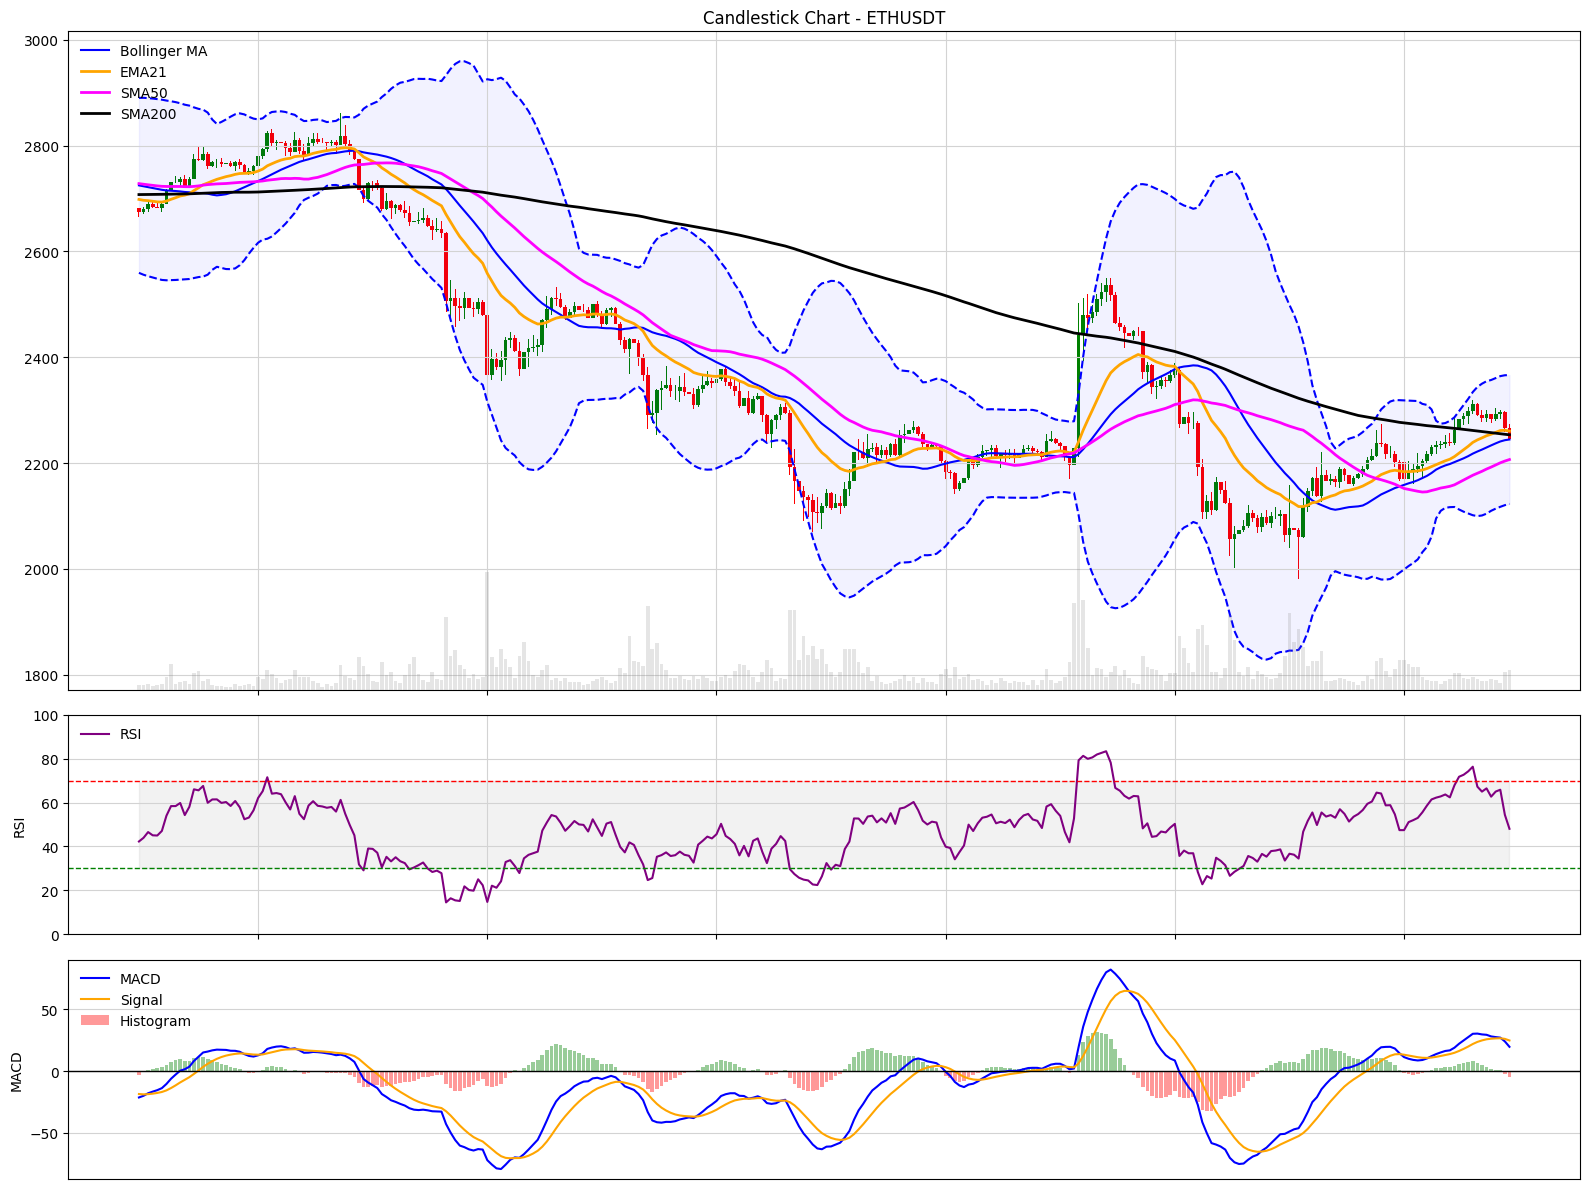 Candlestick Chart - ETHUSDT
Bollinger MA
EMA21
SMA50
SMA200
3000
2800
2600
2400
2200
2000
1800
RSI
100
80
60
40
20
0
RSI
MACD
Signal
Histogram
50
0
−50
MACD